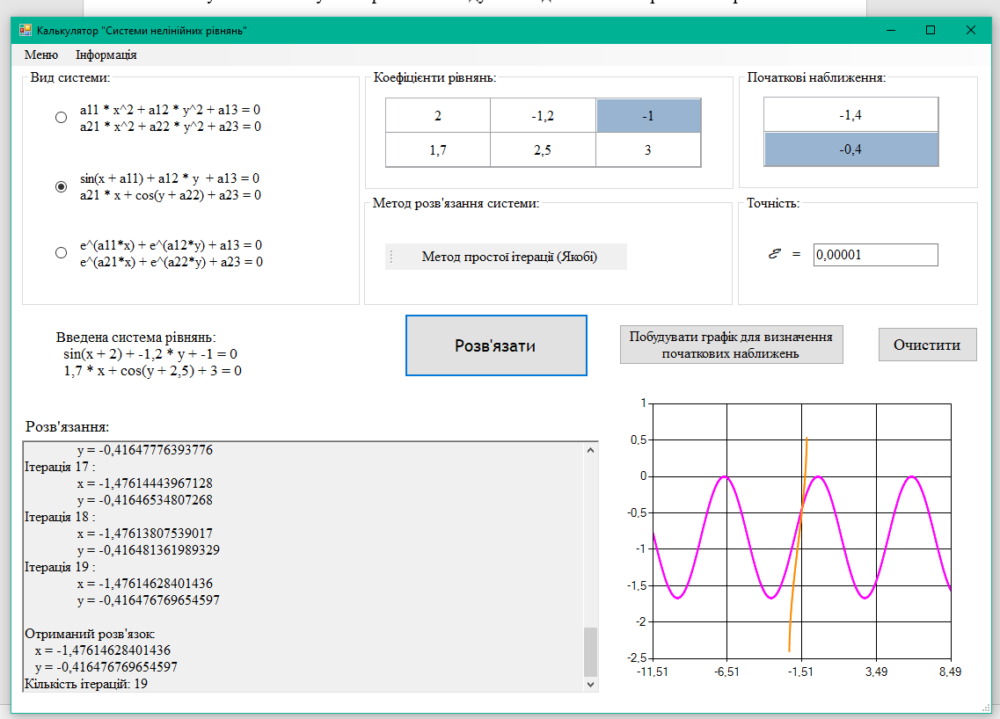 Калькулятор "Системи нелінійних рівнянь"
Меню Інформація
Вид системи:
a11 * x^2 + a12 * y^2 + a13 = 0
a21 * x^2 + a22 * y^2 + a23 = 0
sin(x + a11) + a12 * y + a13 = 0
a21 * x + cos(y + a22) + a23 = 0
e^(a11*x) + e^(a12*y) + a13 = 0
e^(a21*x) + e^(a22*y) + a23 = 0
Коефіцієнти рівнянь:
2 -1,2 -1
1,7 2,5 3
Початкові наближення:
-1,4
-0,4
Метод розв'язання системи:
Метод простої ітерації (Якобі)
Точність:
ℰ = 0,00001
Введена система рівнянь:
sin(x + 2) + -1,2 * y + -1 = 0
1,7 * x + cos(y + 2,5) + 3 = 0
Розв'язати
Побудувати графік для визначення
початкових наближень
Очистити
Розв'язання:
y = -0,41647776393776
Ітерація 17 :
x = -1,47614443967128
y = -0,41646534807268
Ітерація 18 :
x = -1,47613807539017
y = -0,416481361989329
Ітерація 19 :
x = -1,47614628401436
y = -0,416476769654597
Отриманий розв'язок:
x = -1,47614628401436
y = -0,416476769654597
Кількість ітерацій: 19
1
0,5
0
-0,5
-1
-1,5
-2
-2,5
-11,51 -6,51 -1,51 3,49 8,49